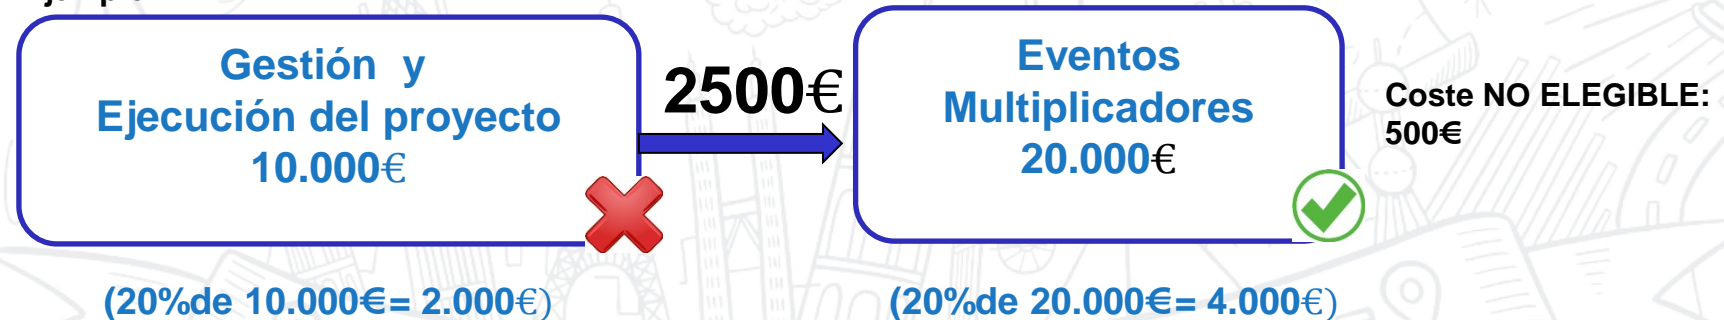 Gestión y
Ejecución del proyecto
10.000€
2500€
Eventos
Multiplicadores
20.000€
Coste NO ELEGIBLE:
500€
(20%de 10.000€= 2.000€)
(20%de 20.000€= 4.000€)